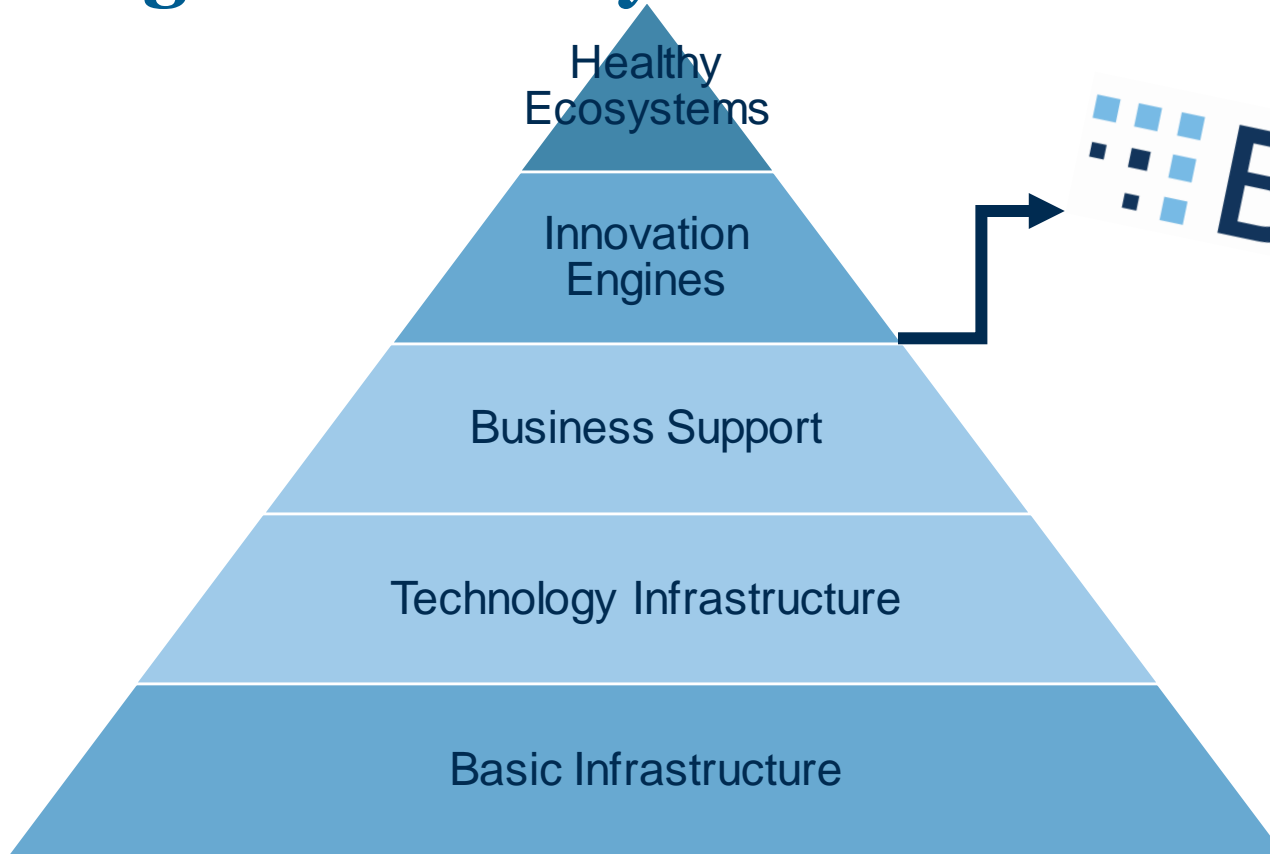 Healthy
Ecosystems
Innovation
Engines
Business Support
Technology Infrastructure
Basic Infrastructure